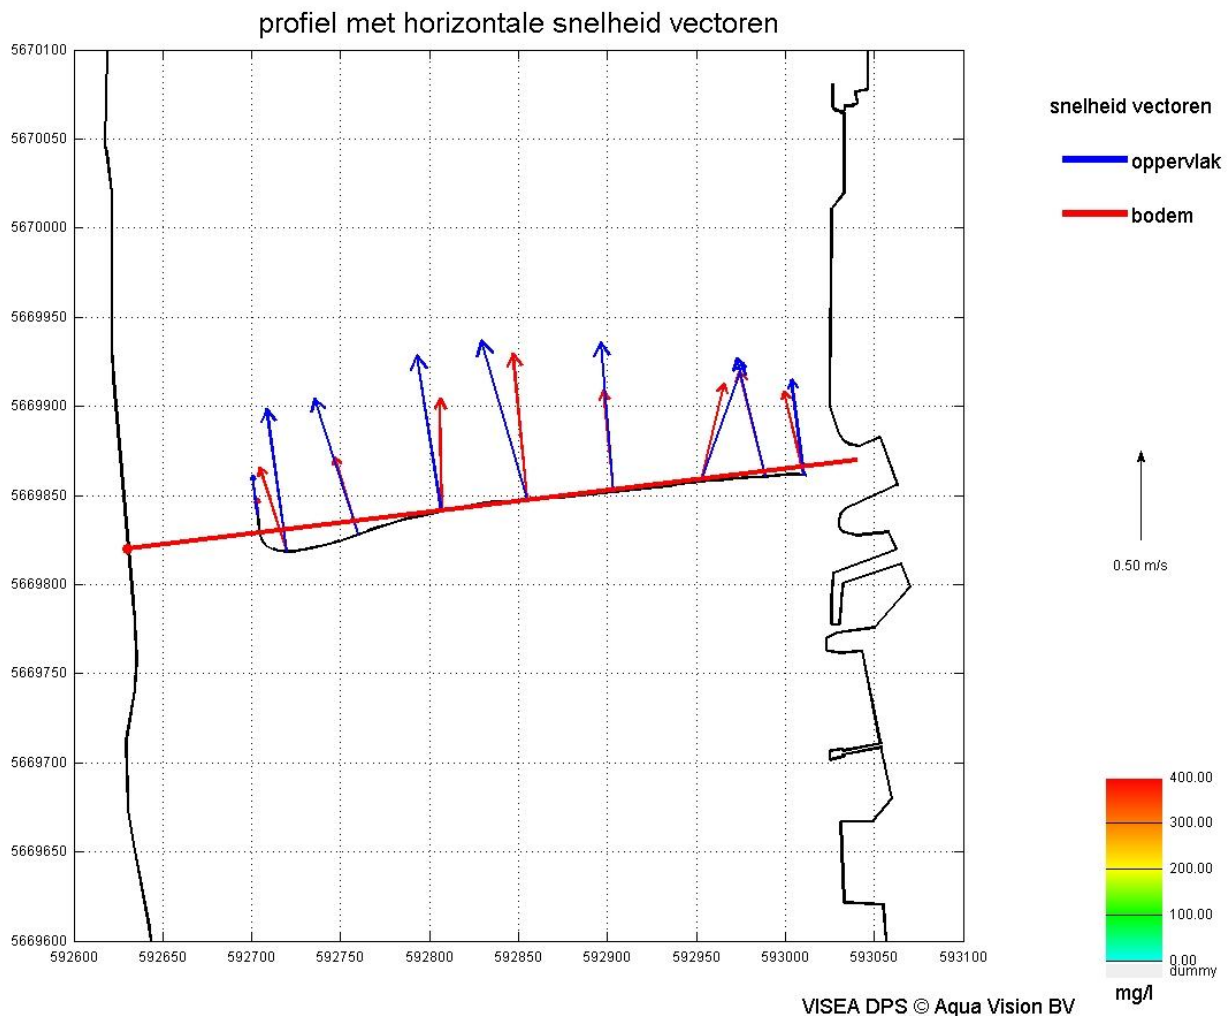 profiel met horizontale snelheid vectoren
5670100
5670050
5670000
5669950
5669900
5669850
5669800
5669750
5669700
5669650
5669600
592600 592650 592700 592750 592800 592850 592900 592950 593000 593050 593100
snelheid vectoren
oppervlak
bodem
0.50 m/s
400.00
300.00
200.00
100.00
0.00
dummy
mg/l
VISEA DPS © Aqua Vision BV